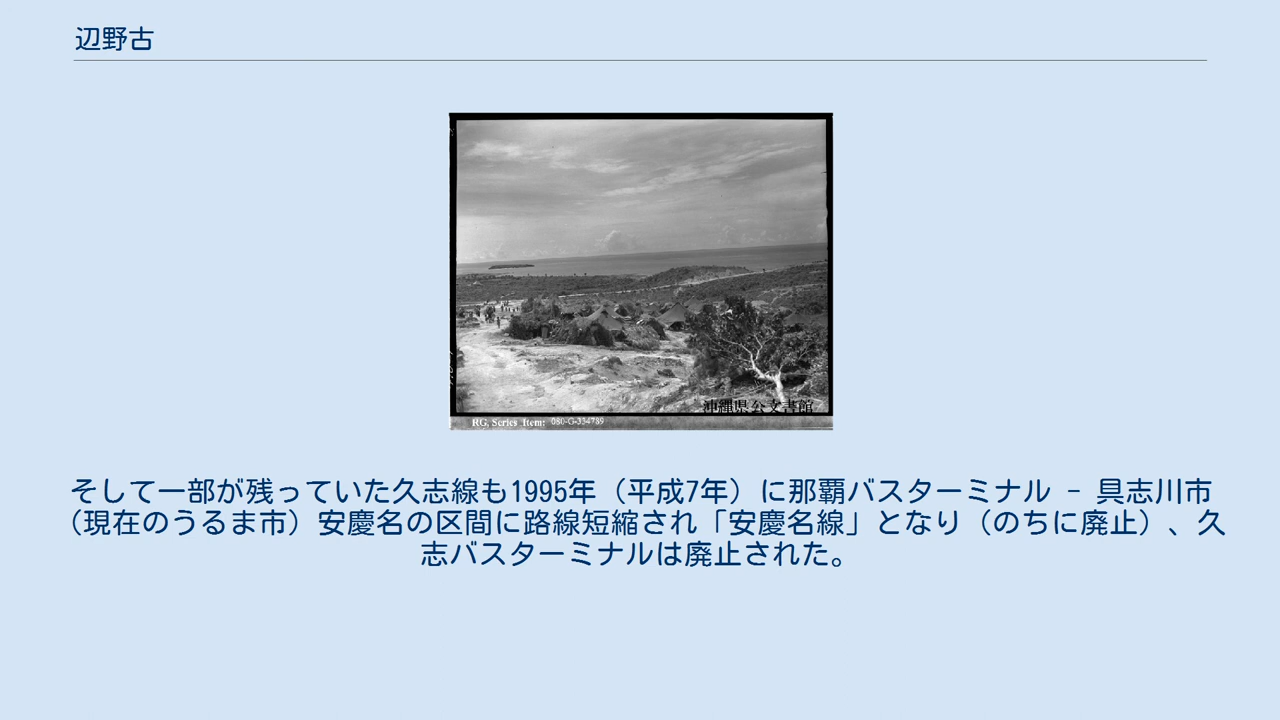 辺野古
沖縄県公文書館
RG, Series Item: 080-G-334789
そして一部が残っていた久志線も1995年（平成7年）に那覇バスターミナル - 具志川市
（現在のうるま市）安慶名の区間に路線短縮され「安慶名線」となり（のちに廃止）、久
志バスターミナルは廃止された。